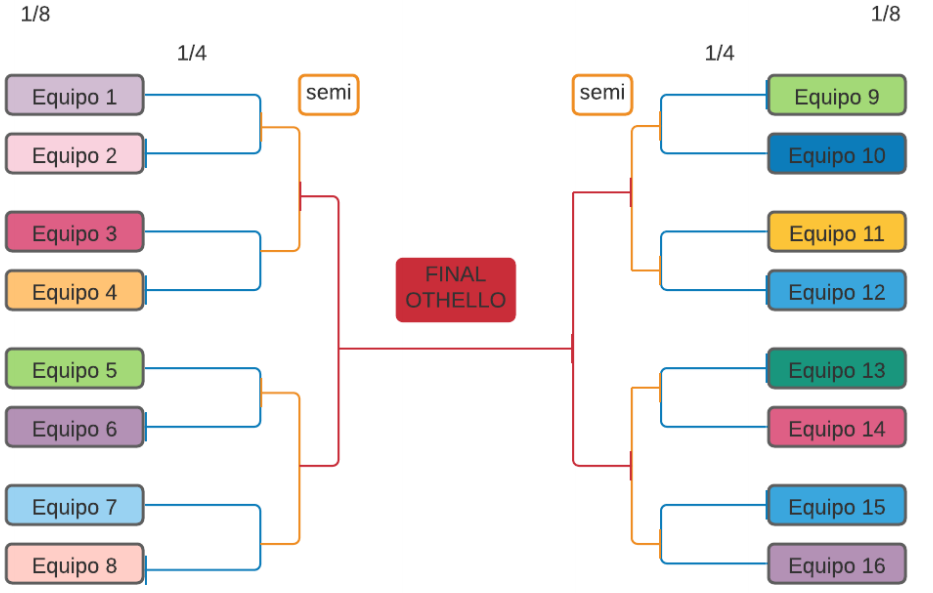 1/8
1/8
1/4
1/4
semi
semi
Equipo 1
Equipo 9
Equipo 2
Equipo 10
Equipo 3
Equipo 11
FINAL
OTHELLO
Equipo 4
Equipo 12
Equipo 5
Equipo 13
Equipo 6
Equipo 14
Equipo 7
Equipo 15
Equipo 8
Equipo 16